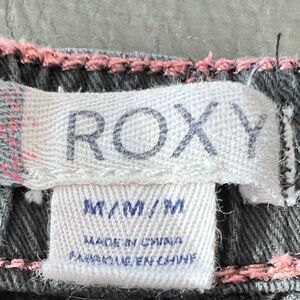 ROXY
M/M/M
MADE IN CHINA
FABRIQUE EN CHINE